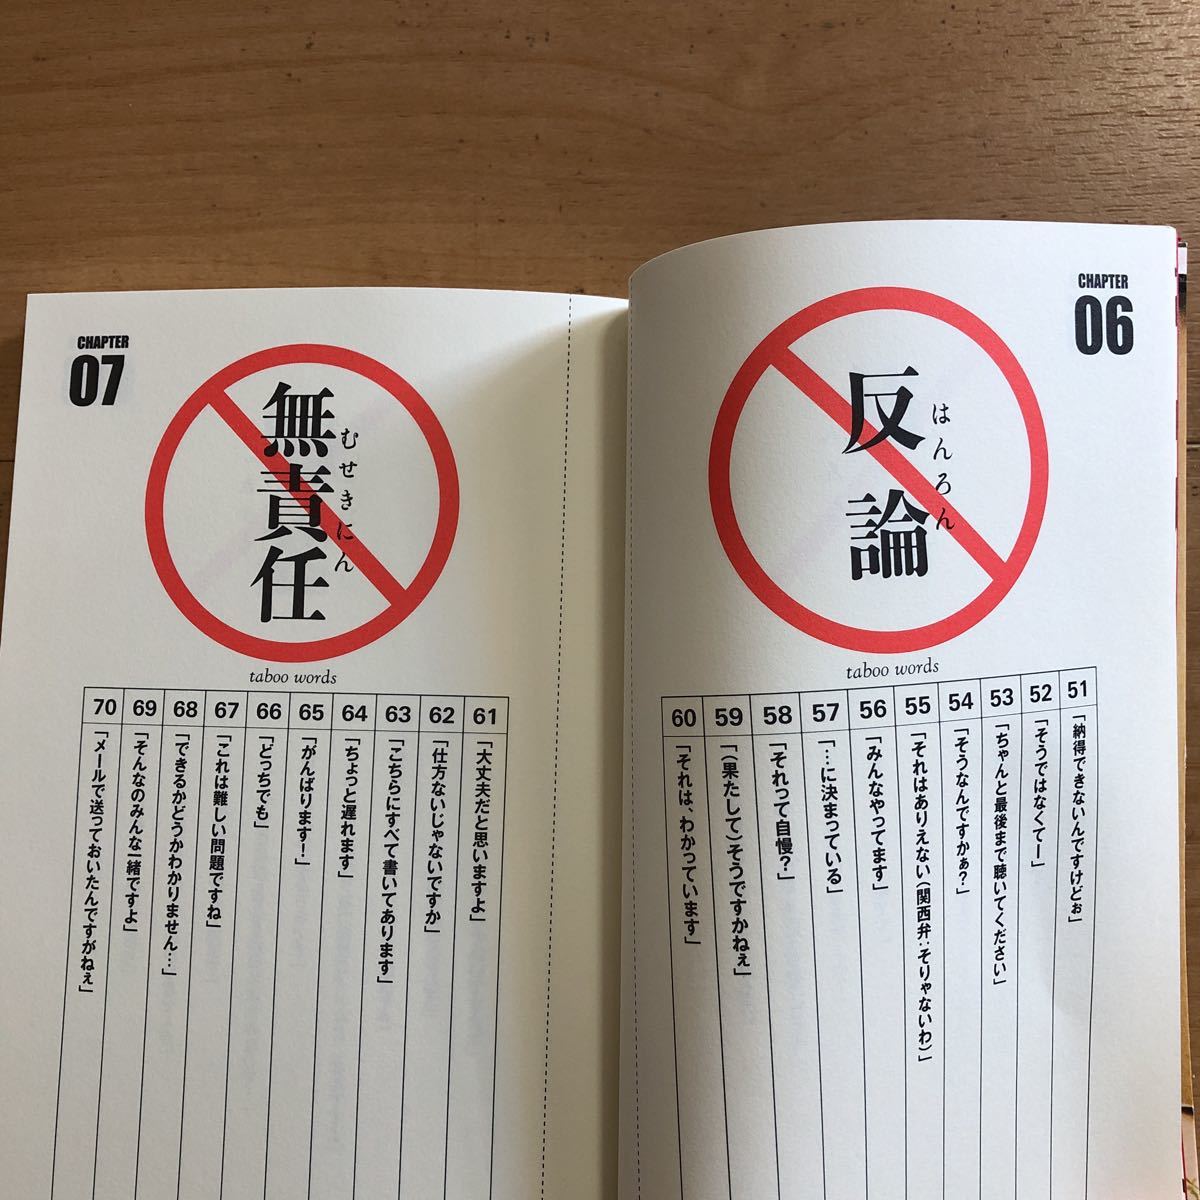 CHAPTER
06
反論
はんろん
taboo words
51
「納得できないんですけどぉ」
52
「そうではなくてー」
53
「ちゃんと最後まで聴いてください」
54
「そうなんですかぁ？」
55
「それはありえない（関西弁：そりゃないわ）」
56
「みんなやってます」
57
「…に決まっている」
58
「それって自慢？」
59
「（果たして）そうですかねぇ」
60
「それは、わかっています」
CHAPTER
07
無責任
むせきにん
taboo words
61
「大丈夫だと思いますよ」
62
「仕方ないじゃないですか」
63
「こちらにすべて書いてあります」
64
「ちょっと遅れます」
65
「がんばります！」
66
「どっちでも」
67
「これは難しい問題ですね」
68
「できるかどうかわかりません…」
69
「そんなのみんな一緒ですよ」
70
「メールで送っておいたんですがねぇ」